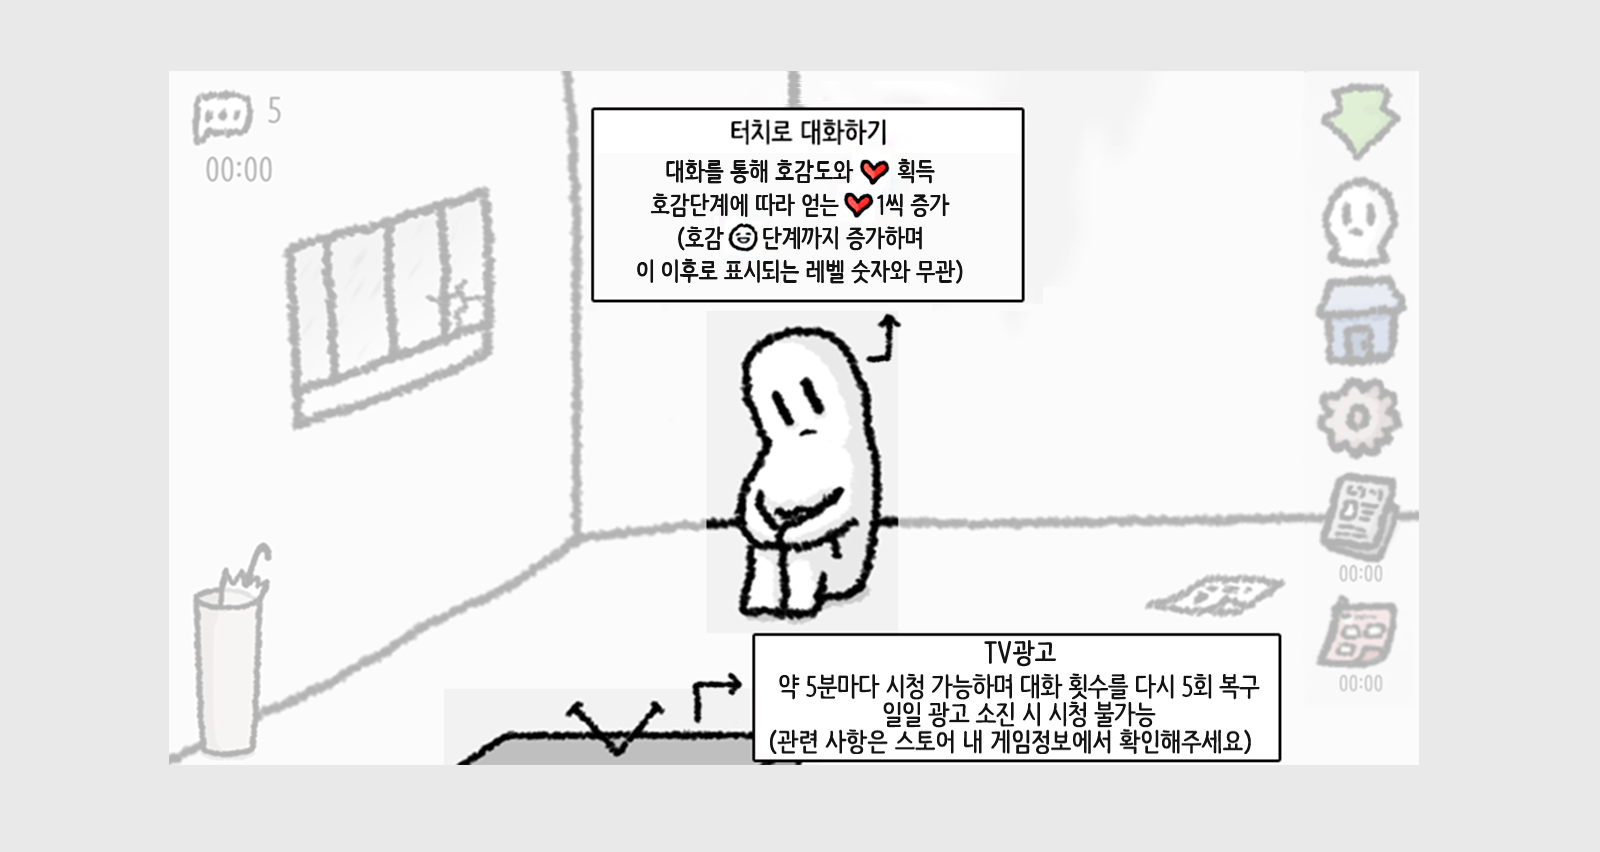 5
00:00
터치로 대화하기
대화를 통해 호감도와 획득
호감단계에 따라 얻는 1씩 증가
(호감 단계까지 증가하며
이 이후로 표시되는 레벨 숫자와 무관)
00:00
00:00
TV광고
약 5분마다 시청 가능하며 대화 횟수를 다시 5회 복구
일일 광고 소진 시 시청 불가능
(관련 사항은 스토어 내 게임정보에서 확인해주세요)